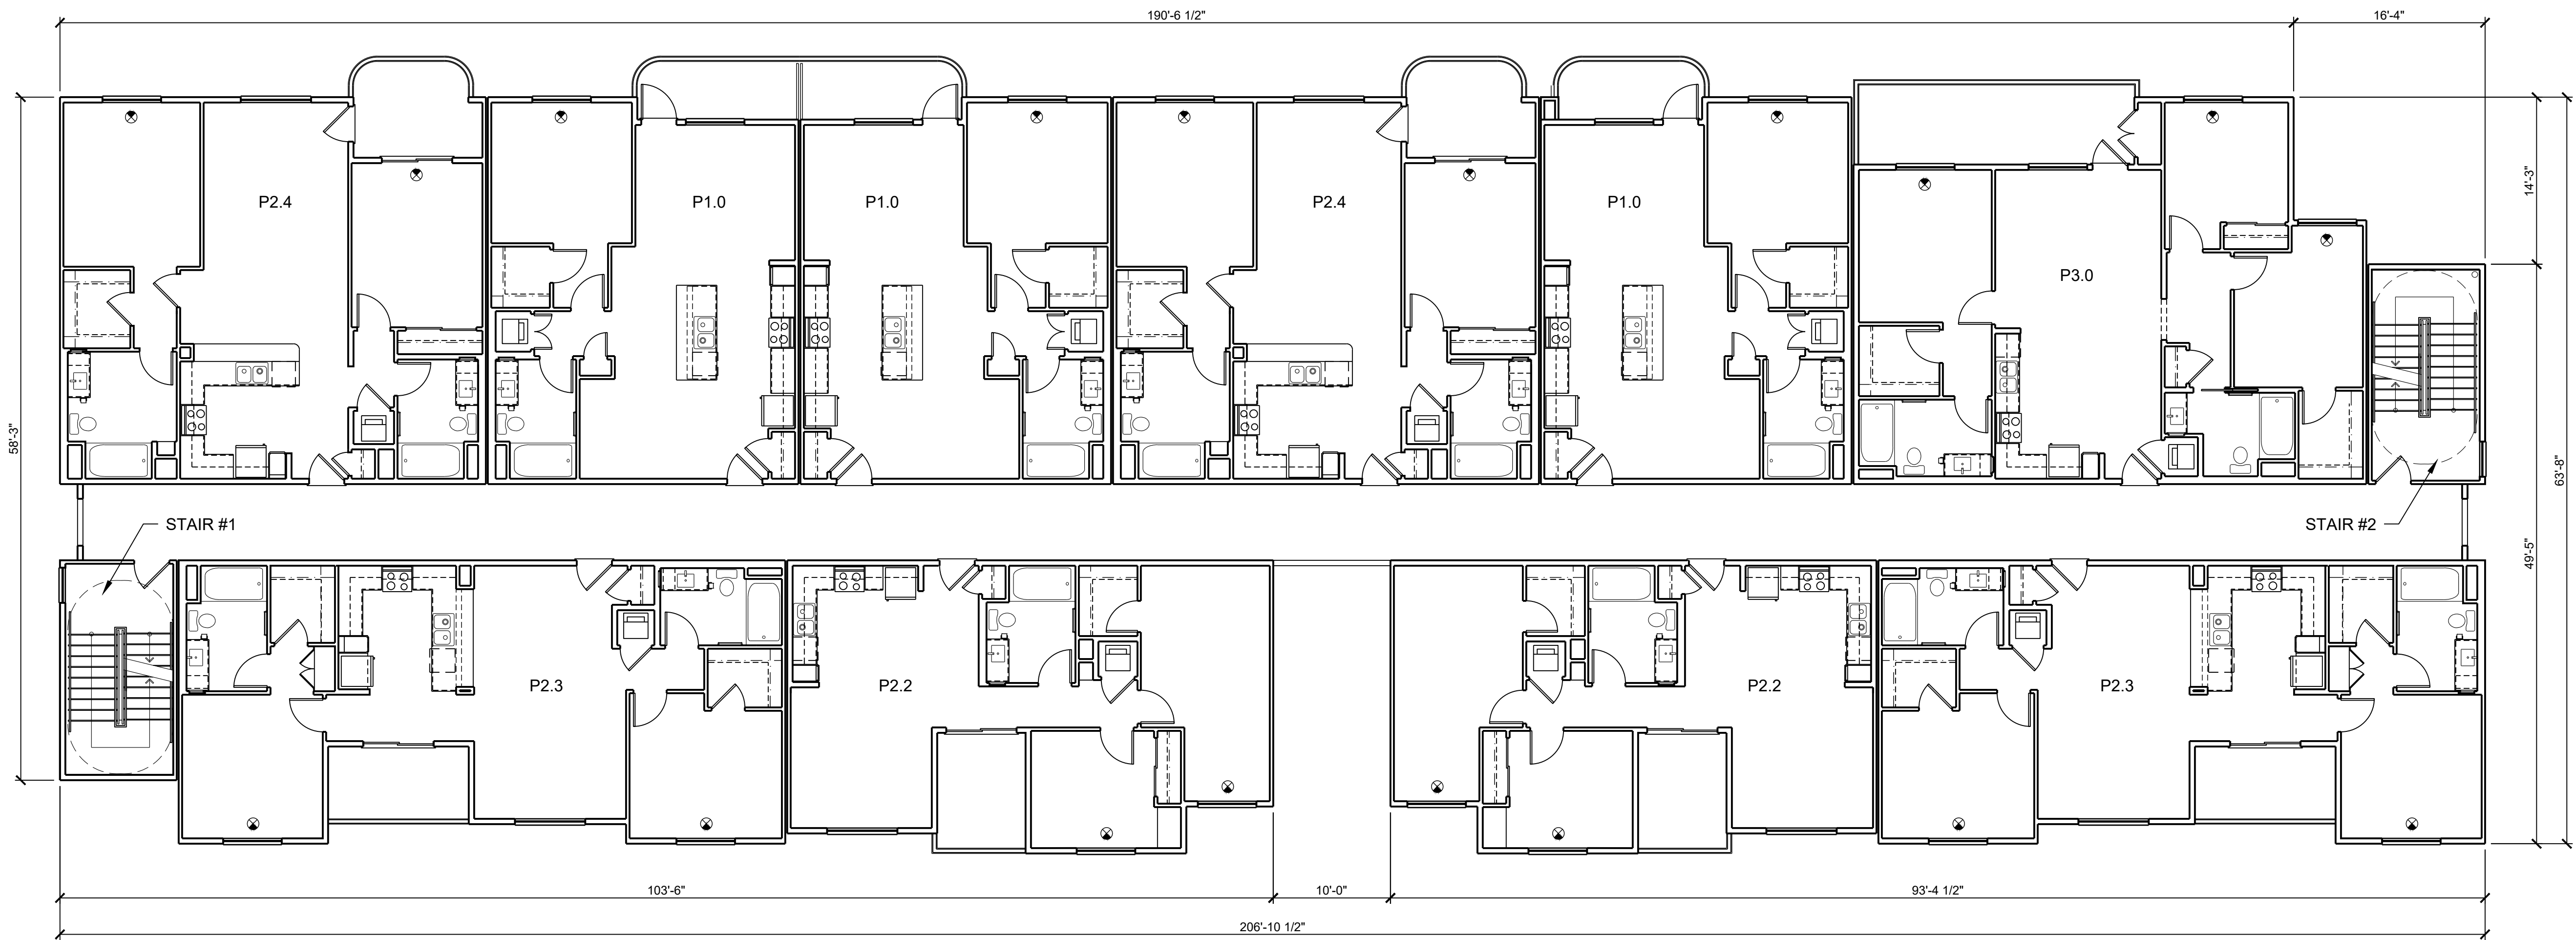 190'-6 1/2"
16'-4"
P2.4
P1.0
P1.0
P2.4
P1.0
P3.0
14'-3"
58'-3"
63'-8"
STAIR #1
STAIR #2
49'-5"
P2.3
P2.2
P2.2
P2.3
103'-6"
10'-0"
93'-4 1/2"
206'-10 1/2"